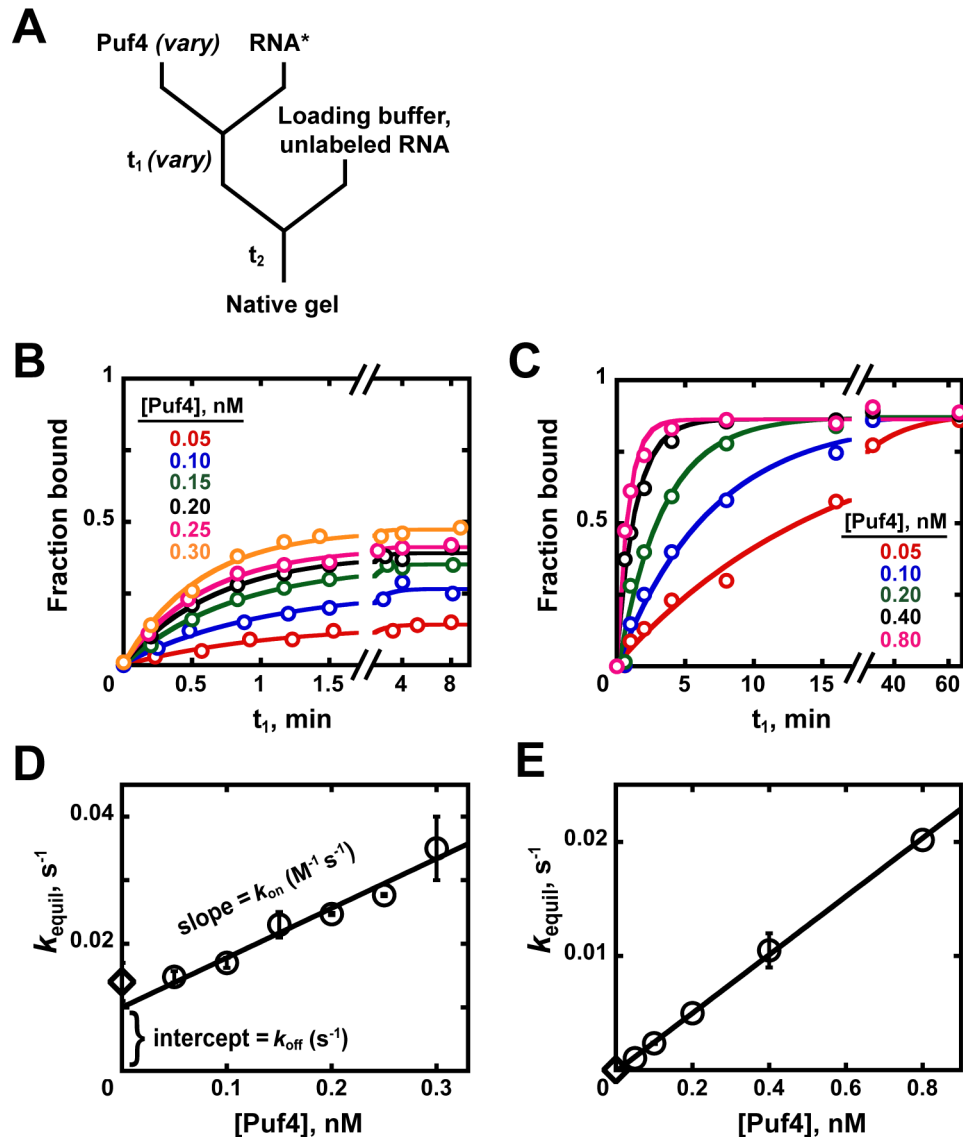 A
Puf4 (vary) RNA*
Loading buffer,
unlabeled RNA
t1 (vary)
t2
Native gel
B
1
0.5
0
Fraction bound
[Puf4], nM
0.05
0.10
0.15
0.20
0.25
0.30
0 0.5 1.0 1.5 4 8
t1, min
C
1
0.5
0
Fraction bound
[Puf4], nM
0.05
0.10
0.20
0.40
0.80
5 10 15 40 60
t1, min
D
0.04
0.02
kequil, s-1
slope = kon (M-1 s-1)
intercept = koff (s-1)
0 0.1 0.2 0.3
[Puf4], nM
E
0.02
0.01
kequil, s-1
0 0.2 0.4 0.6 0.8
[Puf4], nM